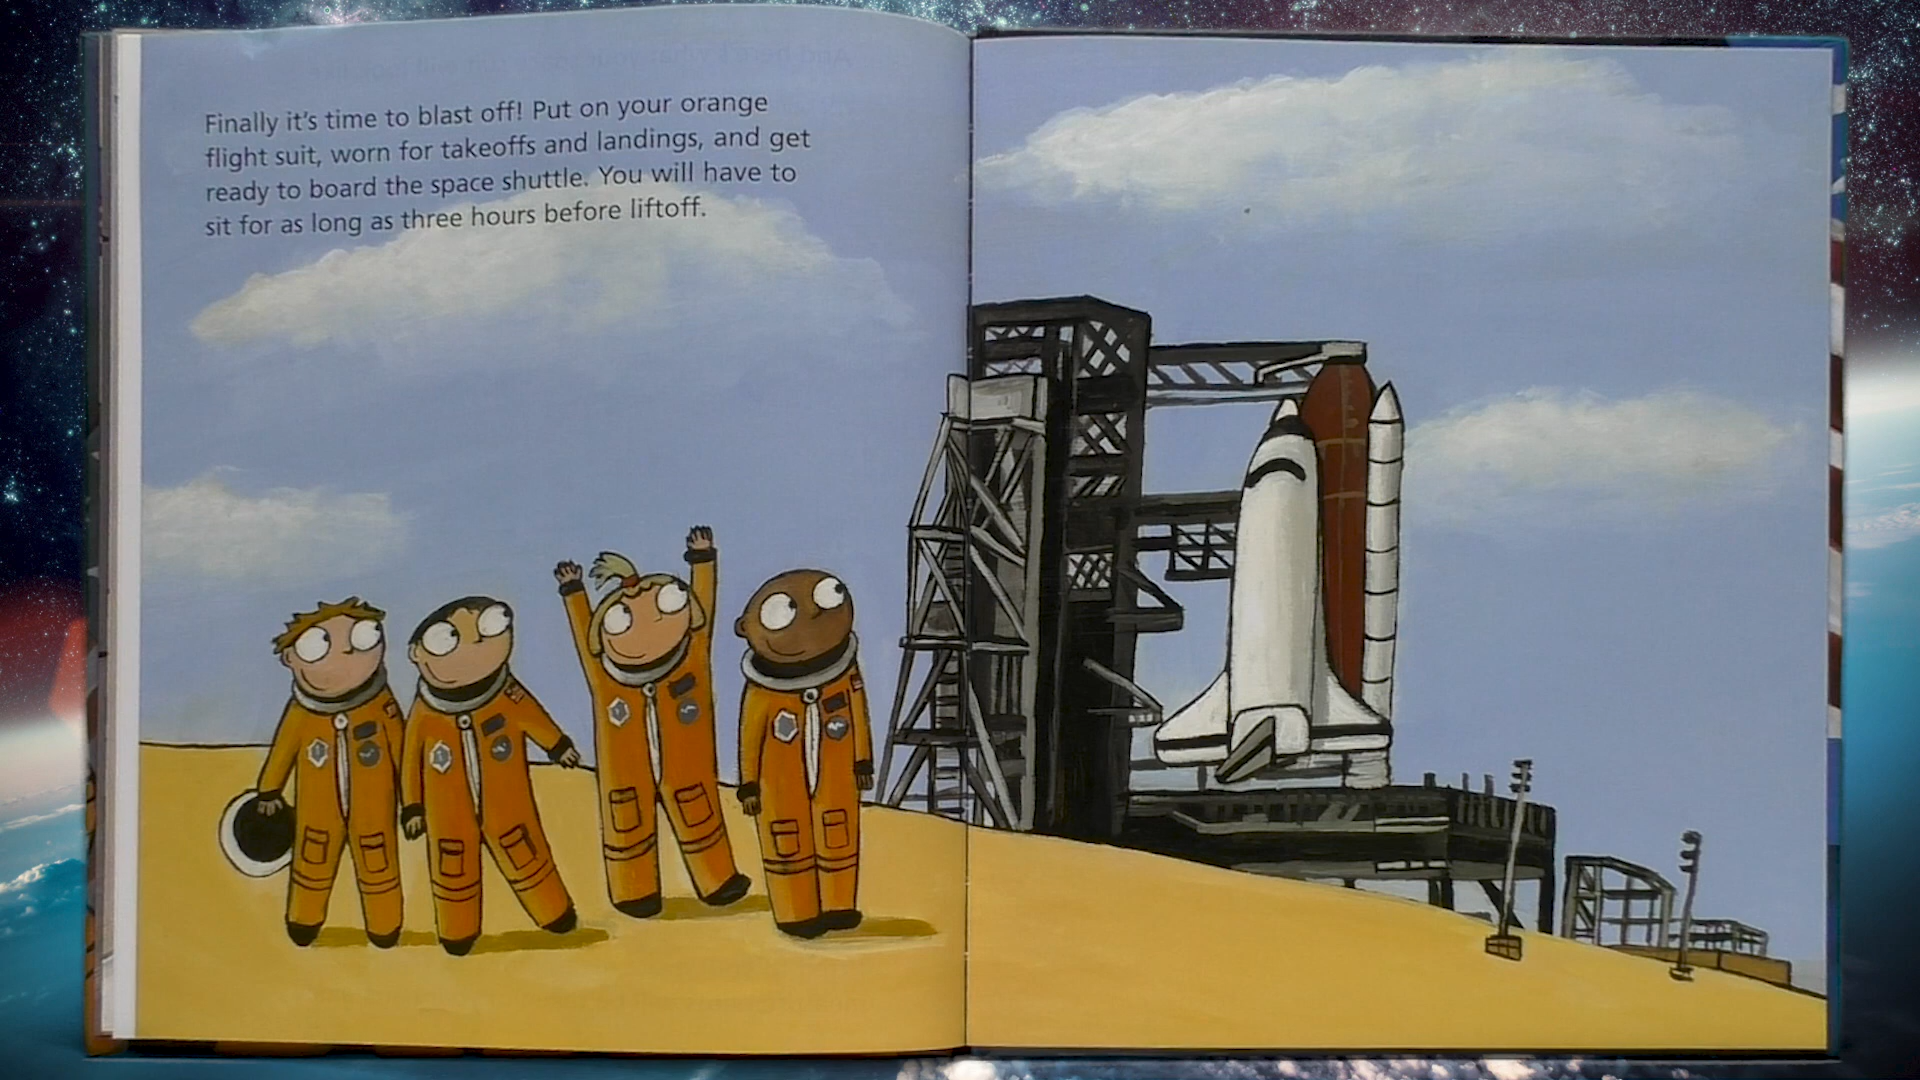 Finally it's time to blast off! Put on your orange
flight suit, worn for takeoffs and landings, and get
ready to board the space shuttle. You will have to
sit for as long as three hours before liftoff.